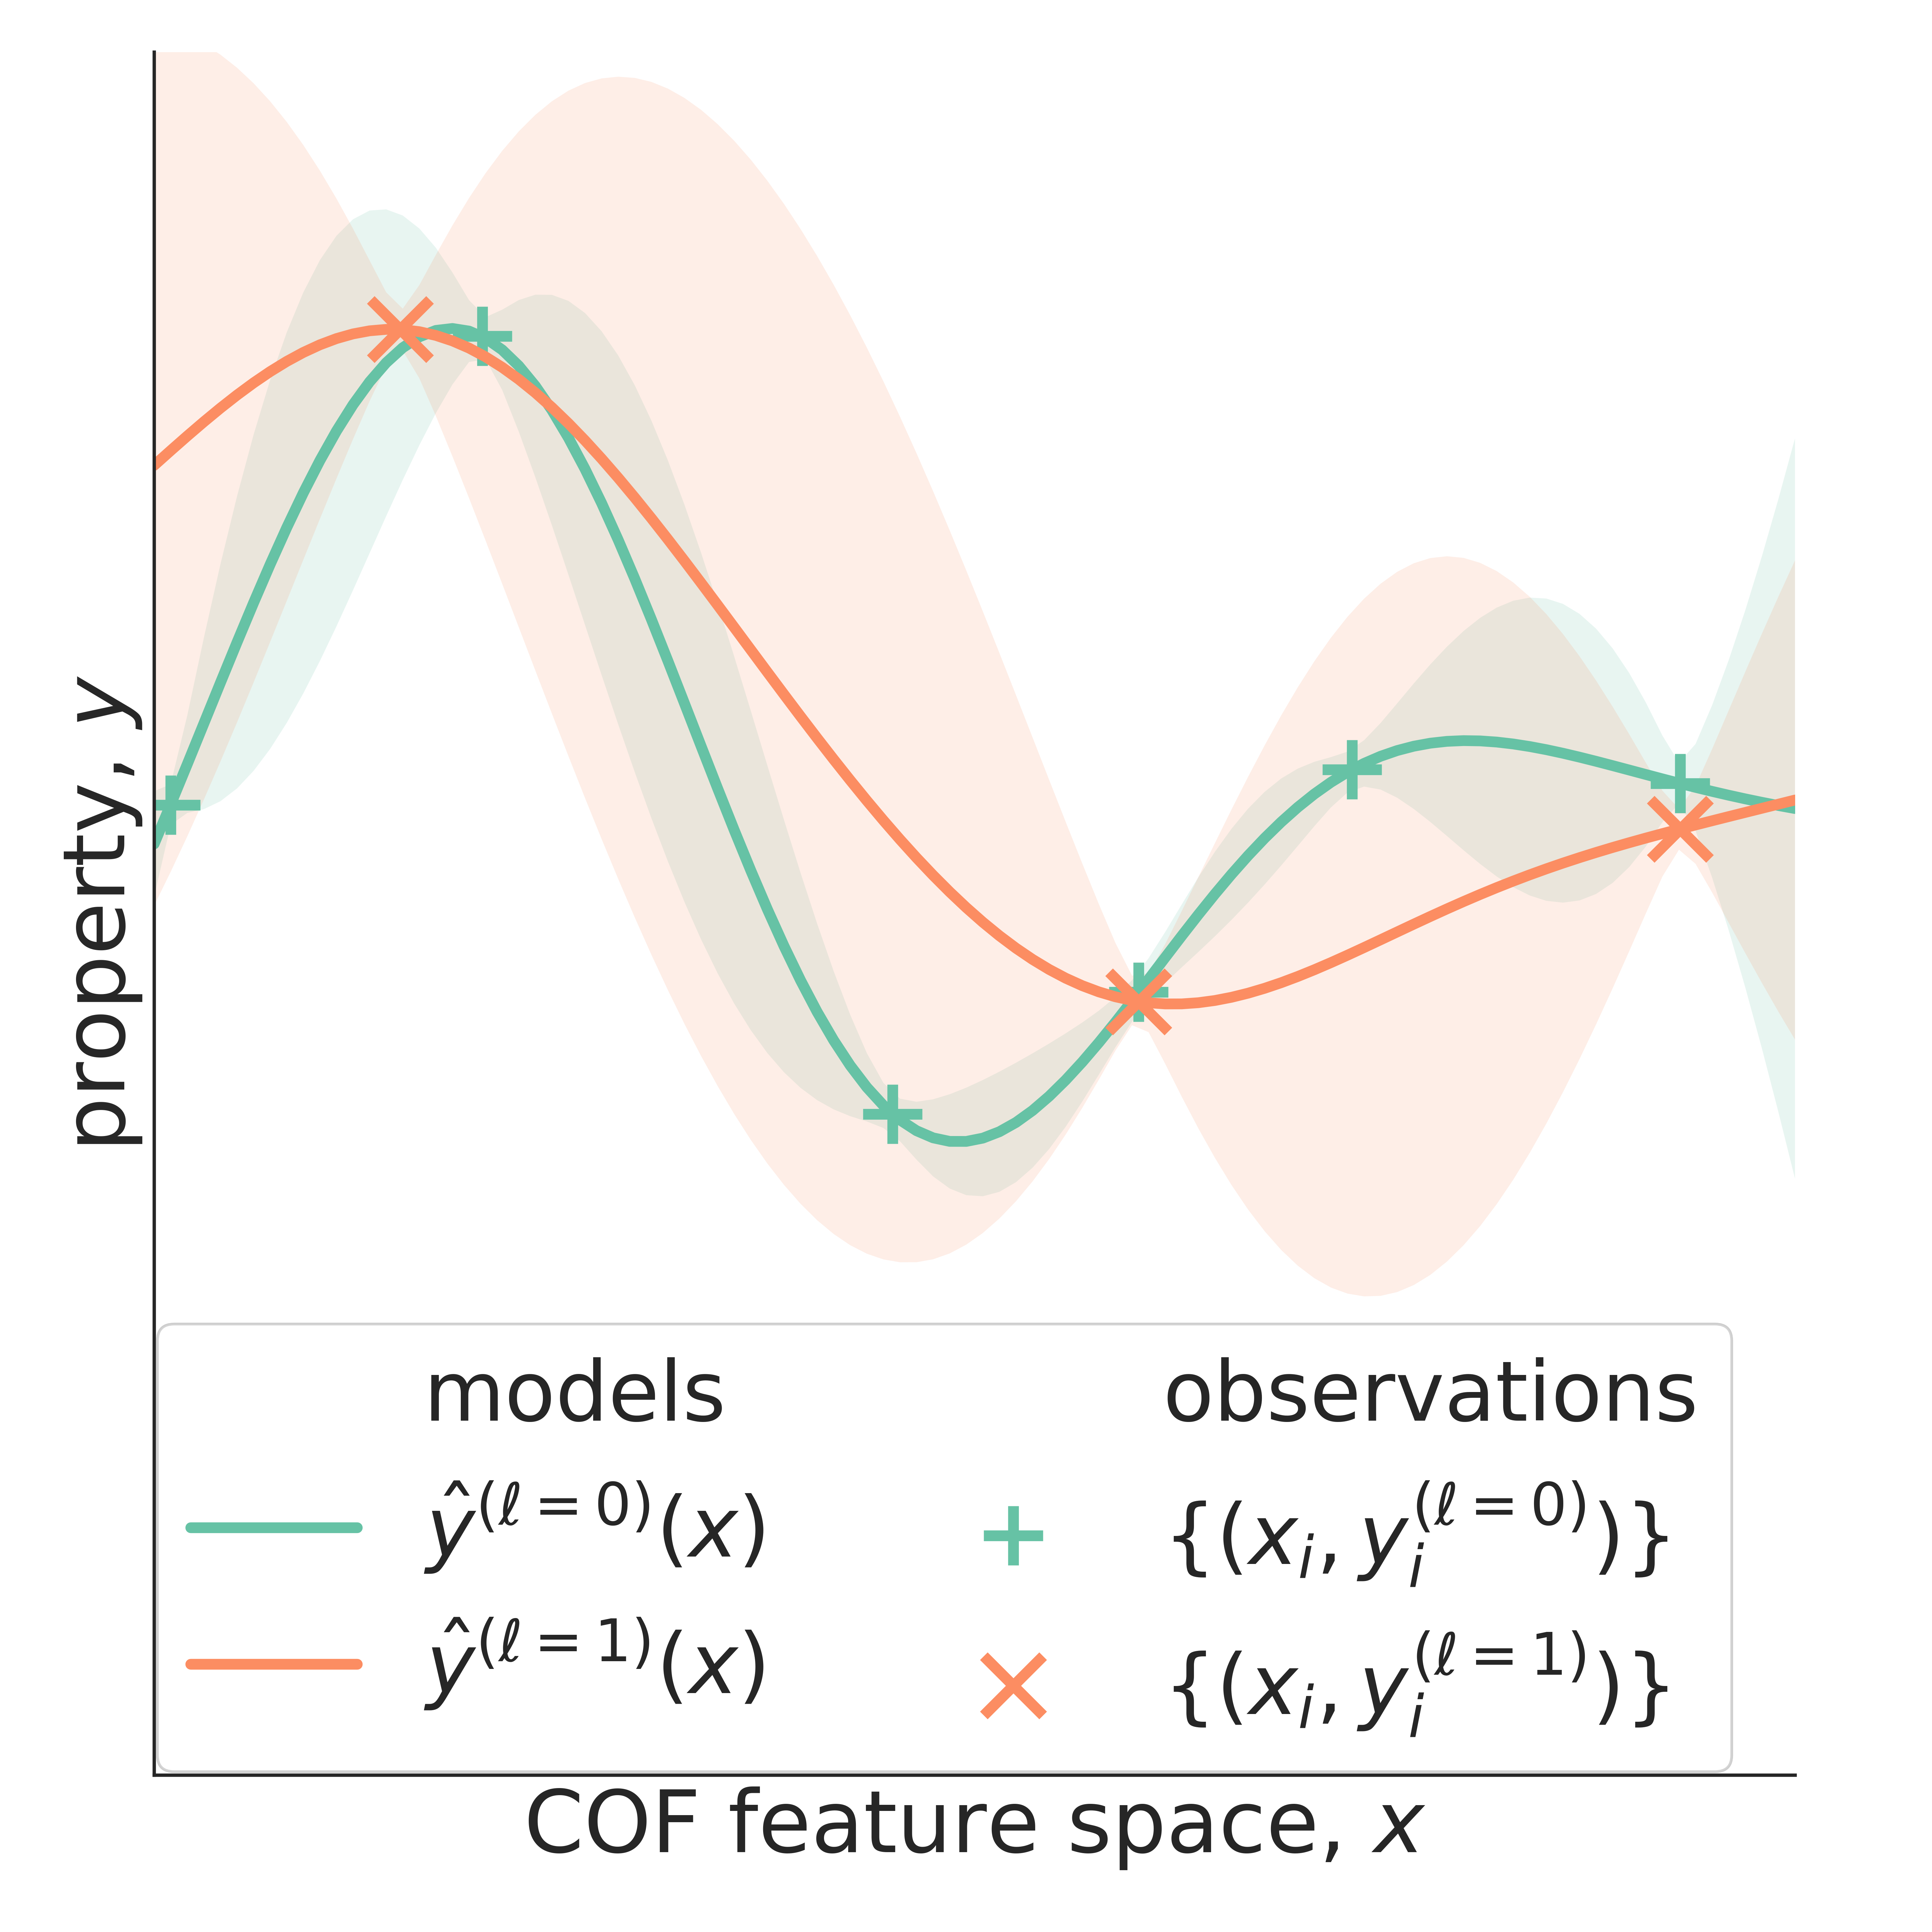 property, y
models observations
ŷ^(ℓ = 0)(x) {(x_i, y_i^(ℓ = 0))}
ŷ^(ℓ = 1)(x) {(x_i, y_i^(ℓ = 1))}
COF feature space, x